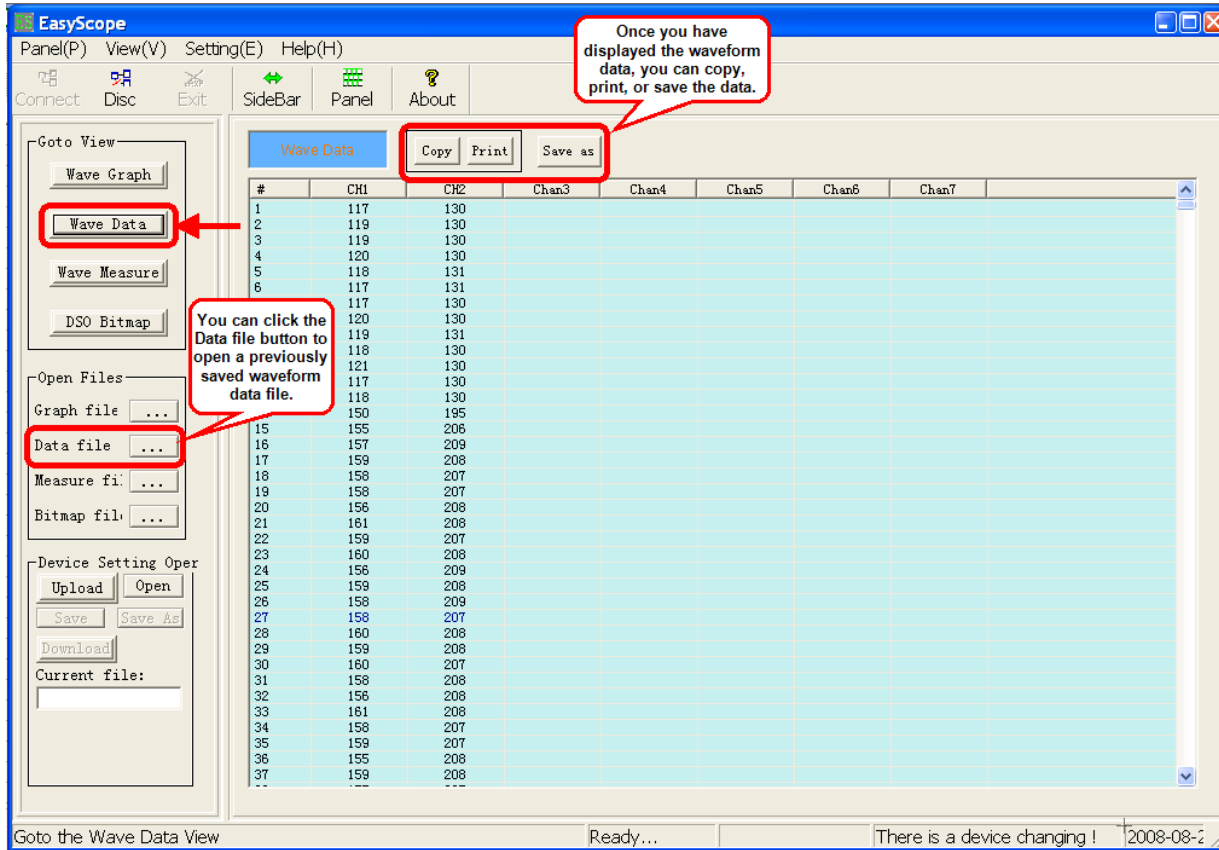 EasyScope
Panel(P) View(V) Setting(E) Help(H)
Connect Disc Exit SideBar Panel About
Once you have
displayed the waveform
data, you can copy,
print, or save the data.
Goto View
Wave Graph
Wave Data
Wave Measure
DSO Bitmap
You can click the
Data file button to
open a previously
saved waveform
data file.
Open Files
Graph file ...
Data file ...
Measure fi ...
Bitmap fil ...
Device Setting Oper
Upload Open
Save Save As
Download
Current file:
Wave Data Copy Print Save as
# CH1 CH2 Chan3 Chan4 Chan5 Chan6 Chan7
1 117 130
2 119 130
3 119 130
4 120 130
5 118 131
6 117 131
117 130
120 130
119 131
118 130
121 130
117 130
118 130
150 195
15 155 206
16 157 209
17 159 208
18 158 207
19 158 207
20 156 208
21 161 208
22 159 207
23 160 208
24 156 209
25 159 208
26 158 209
27 158 207
28 160 208
29 159 208
30 160 207
31 158 208
32 156 208
33 161 208
34 158 207
35 159 207
36 155 208
37 159 208
Goto the Wave Data View Ready... There is a device changing ! 2008-08-2